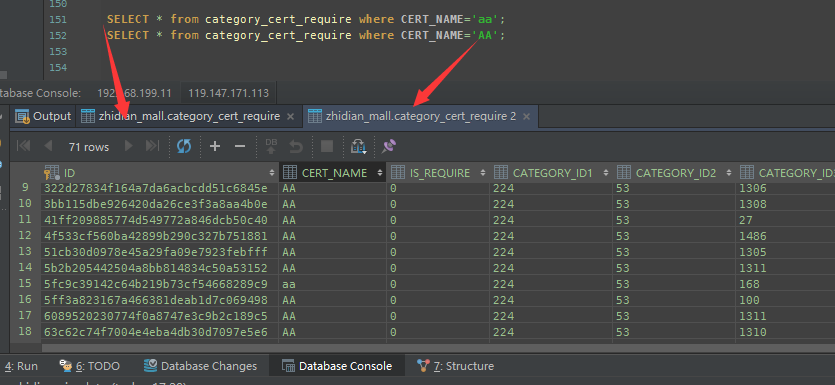 150
151 SELECT * from category_cert_require where CERT_NAME='aa';
152 SELECT * from category_cert_require where CERT_NAME='AA';
153
154
Database Console: 192.168.199.11 119.147.171.113
Output zhidian_mall.category_cert_require zhidian_mall.category_cert_require 2
71 rows DB
ID CERT_NAME IS_REQUIRE CATEGORY_ID1 CATEGORY_ID2 CATEGORY_ID
9 322d27834f164a7da6acbcdd51c6845e AA 0 224 53 1306
10 3bb115dbe926420da26ce3f3a8aa4b0e AA 0 224 53 1308
11 41ff209885774d549772a846dcb50c40 AA 0 224 53 27
12 4f533cf560ba42899b290c327b751881 AA 0 224 53 1486
13 51cb30d0978e45a29fa09e7923febfff AA 0 224 53 1305
14 5b2b205442504a8bb814834c50a53152 AA 0 224 53 1311
15 5fc9c39142c64b219b73cf54668289c9 aa 0 224 53 168
16 5ff3a823167a466381deab1d7c069498 AA 0 224 53 100
17 6089520230774f0a8747e3c9b2c189c5 AA 0 224 53 1311
18 63c62c74f7004e4eba4db30d7097e5e6 AA 0 224 53 1310
4: Run 6: TODO Database Changes Database Console 7: Structure